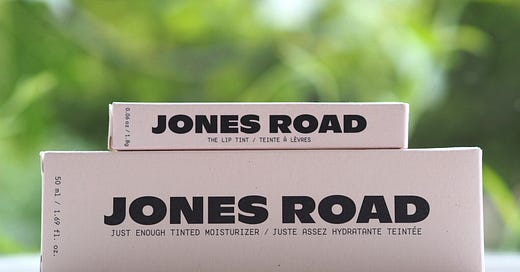 0.06 oz / 1.8g
JONES ROAD
THE LIP TINT / TEINTE À LÈVRES
50 ml / 1.69 fl. oz.
JONES ROAD
JUST ENOUGH TINTED MOISTURIZER / JUSTE ASSEZ HYDRATANTE TEINTÉE